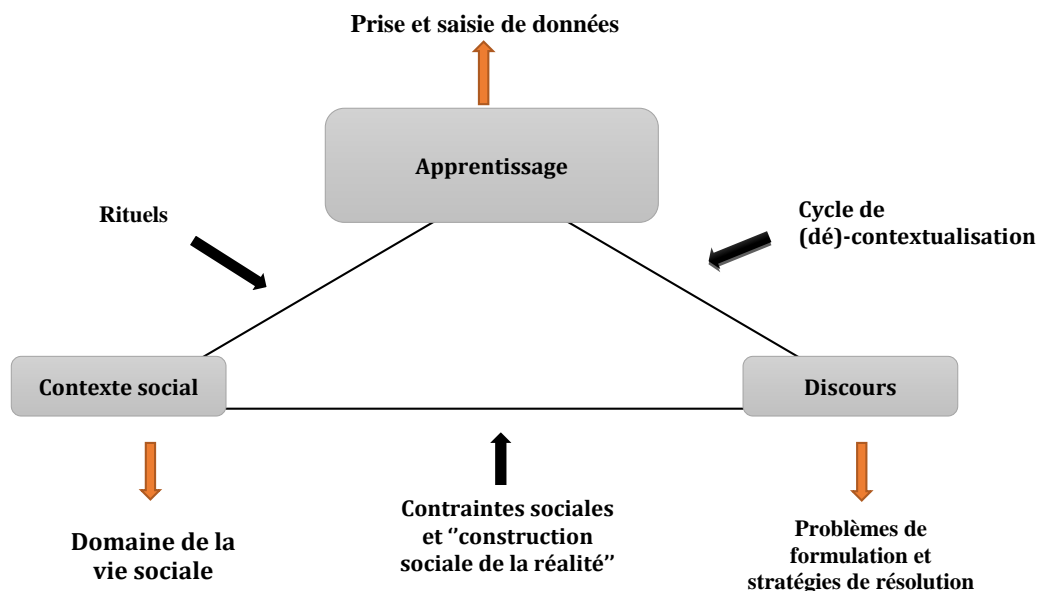 Prise et saisie de données
Apprentissage
Rituels
Cycle de
(dé)-contextualisation
Contexte social
Discours
Domaine de la
vie sociale
Contraintes sociales
et ‘’construction
sociale de la réalité’’
Problèmes de
formulation et
stratégies de résolution